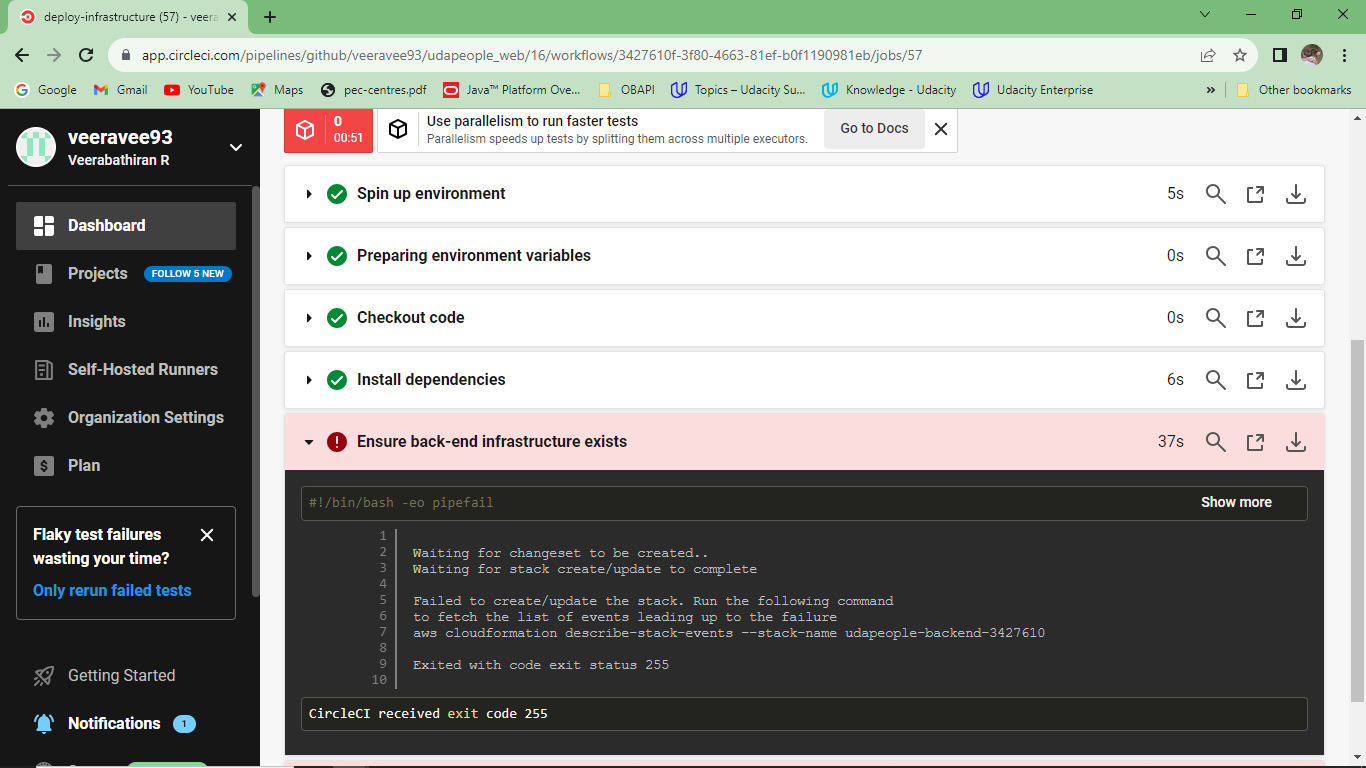 deploy-infrastructure (57) - veera
app.circleci.com/pipelines/github/veeravee93/udapeople_web/16/workflows/3427610f-3f80-4663-81ef-b0f1190981eb/jobs/57
Google
Gmail
YouTube
Maps
pec-centres.pdf
Java™ Platform Ove...
OBAPI
Topics – Udacity Su...
Knowledge - Udacity
Udacity Enterprise
»
Other bookmarks
veeravee93
Veerabathiran R
Dashboard
Projects
FOLLOW 5 NEW
Insights
Self-Hosted Runners
Organization Settings
Plan
Flaky test failures
wasting your time?
Only rerun failed tests
Getting Started
Notifications
1
0
00:51
Use parallelism to run faster tests
Parallelism speeds up tests by splitting them across multiple executors.
Go to Docs
Spin up environment
5s
Preparing environment variables
0s
Checkout code
0s
Install dependencies
6s
Ensure back-end infrastructure exists
37s
#!/bin/bash -eo pipefail
Show more
1
2 Waiting for changeset to be created..
3 Waiting for stack create/update to complete
4
5 Failed to create/update the stack. Run the following command
6 to fetch the list of events leading up to the failure
7 aws cloudformation describe-stack-events --stack-name udapeople-backend-3427610
8
9 Exited with code exit status 255
10
CircleCI received exit code 255